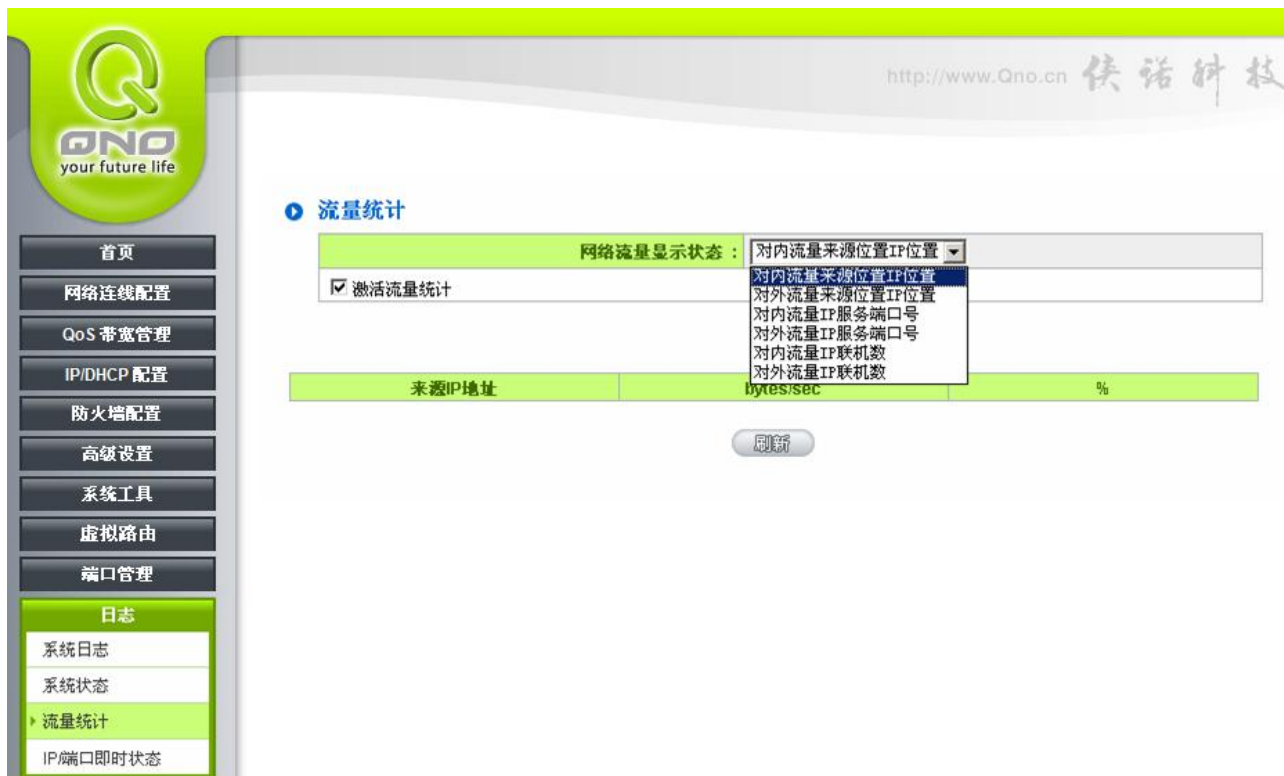 http://www.Qno.cn 侠诺科技
QNO
your future life
首页
网络连线配置
QoS 带宽管理
IP/DHCP 配置
防火墙配置
高级设置
系统工具
虚拟路由
端口管理
日志
系统日志
系统状态
流量统计
IP/端口即时状态
流量统计
网络流量显示状态：
对内流量来源位置IP位置
对内流量来源位置IP位置
对外流量来源位置IP位置
对内流量IP服务端口号
对外流量IP服务端口号
对内流量IP联机数
对外流量IP联机数
激活流量统计
来源IP地址 bytes/sec %
刷新